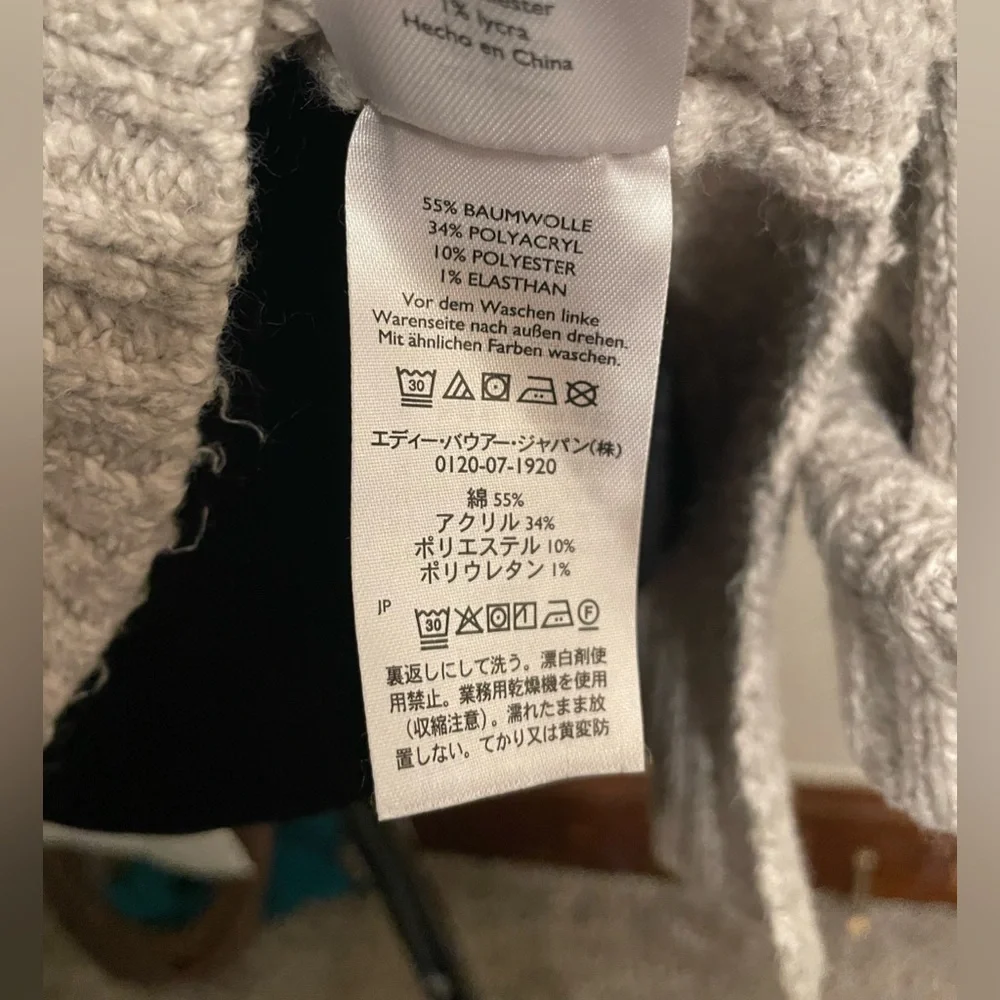 1% lycra
Hecho en China
55% BAUMWOLLE
34% POLYACRYL
10% POLYESTER
1% ELASTHAN
Vor dem Waschen linke
Warenseite nach außen drehen.
Mit ähnlichen Farben waschen.
30
エディー・バウアー・ジャパン(株)
0120-07-1920
綿 55%
アクリル 34%
ポリエステル 10%
ポリウレタン 1%
JP
30 F
裏返しにして洗う。漂白剤使
用禁止。業務用乾燥機を使用
(収縮注意)。濡れたまま放
置しない。てかり又は黄変防